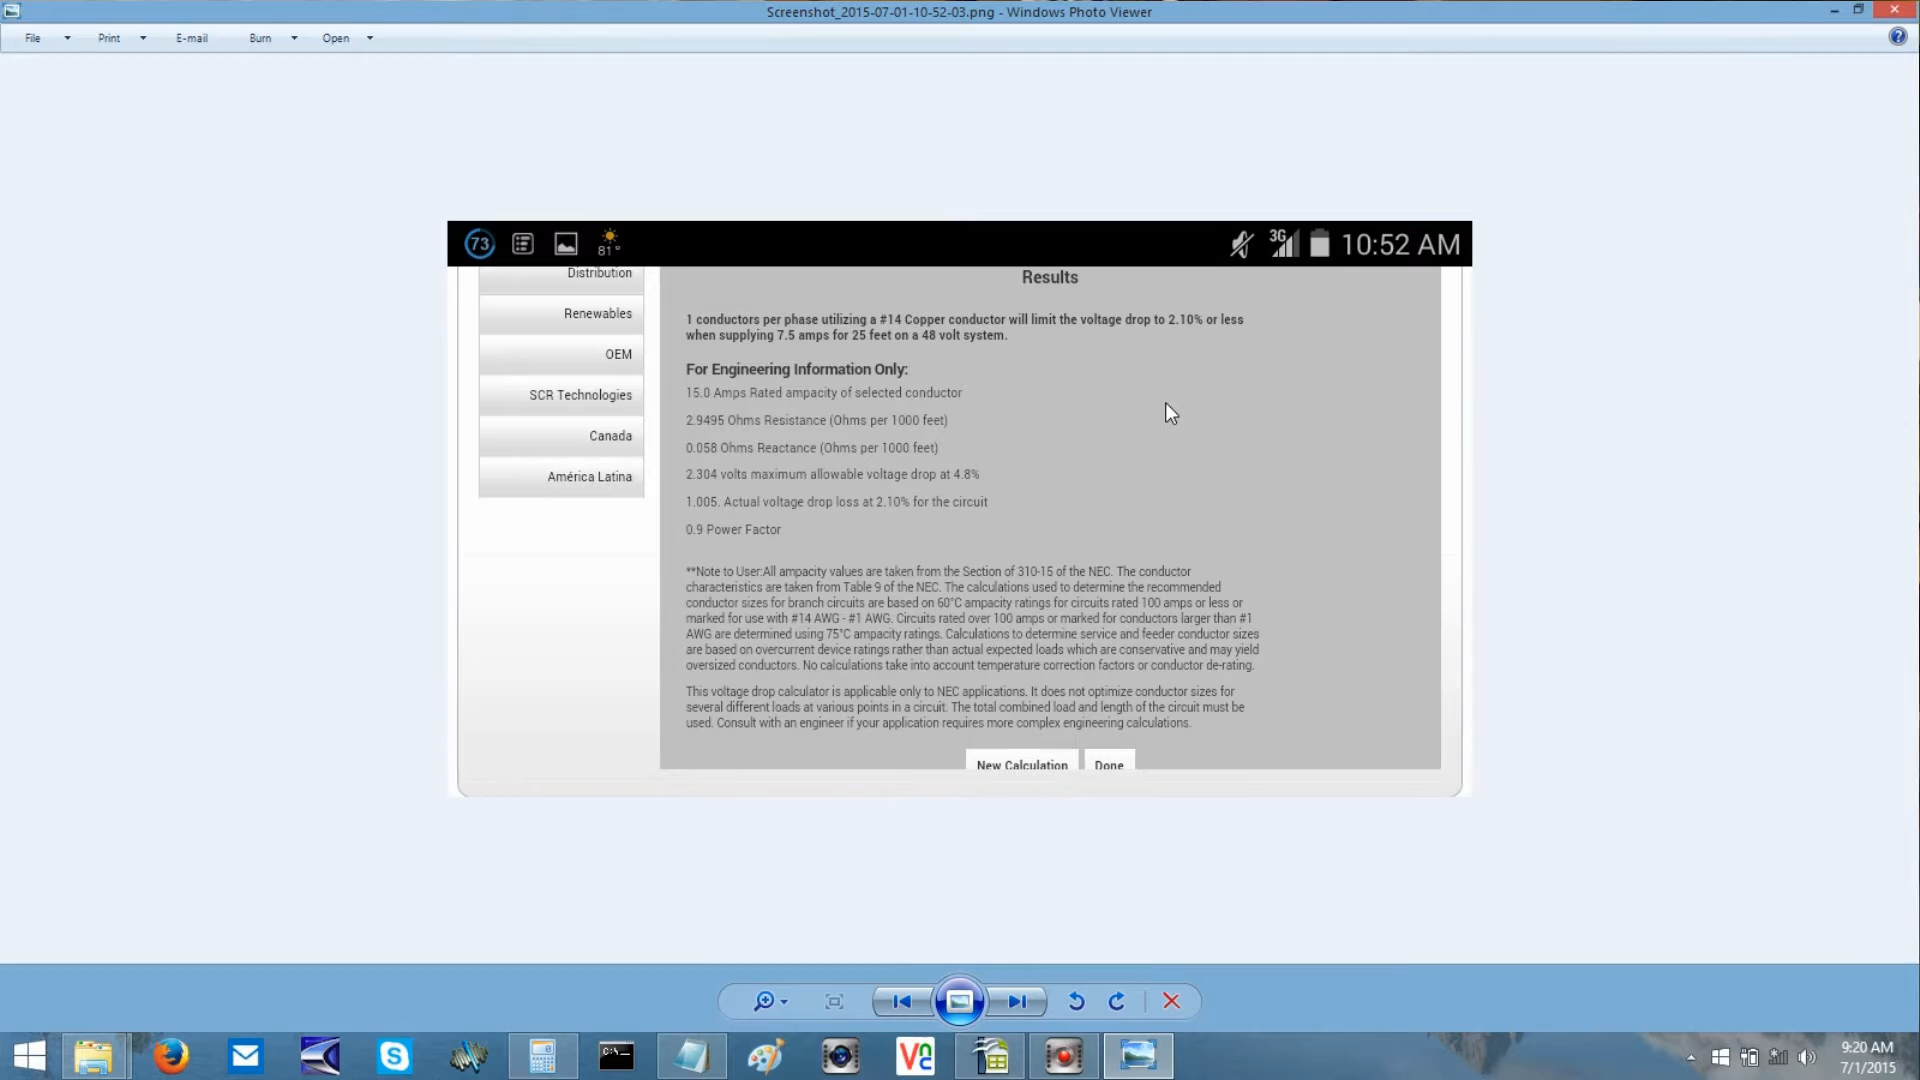 Screenshot_2015-07-01-10-52-03.png - Windows Photo Viewer
File Print E-mail Burn Open
73 81° 3G 10:52 AM
Distribution
Renewables
OEM
SCR Technologies
Canada
América Latina
Results
1 conductors per phase utilizing a #14 Copper conductor will limit the voltage drop to 2.10% or less
when supplying 7.5 amps for 25 feet on a 48 volt system.
For Engineering Information Only:
15.0 Amps Rated ampacity of selected conductor
2.9495 Ohms Resistance (Ohms per 1000 feet)
0.058 Ohms Reactance (Ohms per 1000 feet)
2.304 volts maximum allowable voltage drop at 4.8%
1.005. Actual voltage drop loss at 2.10% for the circuit
0.9 Power Factor
**Note to User:All ampacity values are taken from the Section of 310-15 of the NEC. The conductor
characteristics are taken from Table 9 of the NEC. The calculations used to determine the recommended
conductor sizes for branch circuits are based on 60°C ampacity ratings for circuits rated 100 amps or less or
marked for use with #14 AWG - #1 AWG. Circuits rated over 100 amps or marked for conductors larger than #1
AWG are determined using 75°C ampacity ratings. Calculations to determine service and feeder conductor sizes
are based on overcurrent device ratings rather than actual expected loads which are conservative and may yield
oversized conductors. No calculations take into account temperature correction factors or conductor de-rating.
This voltage drop calculator is applicable only to NEC applications. It does not optimize conductor sizes for
several different loads at various points in a circuit. The total combined load and length of the circuit must be
used. Consult with an engineer if your application requires more complex engineering calculations.
New Calculation Done
C:\
VNC
9:20 AM
7/1/2015